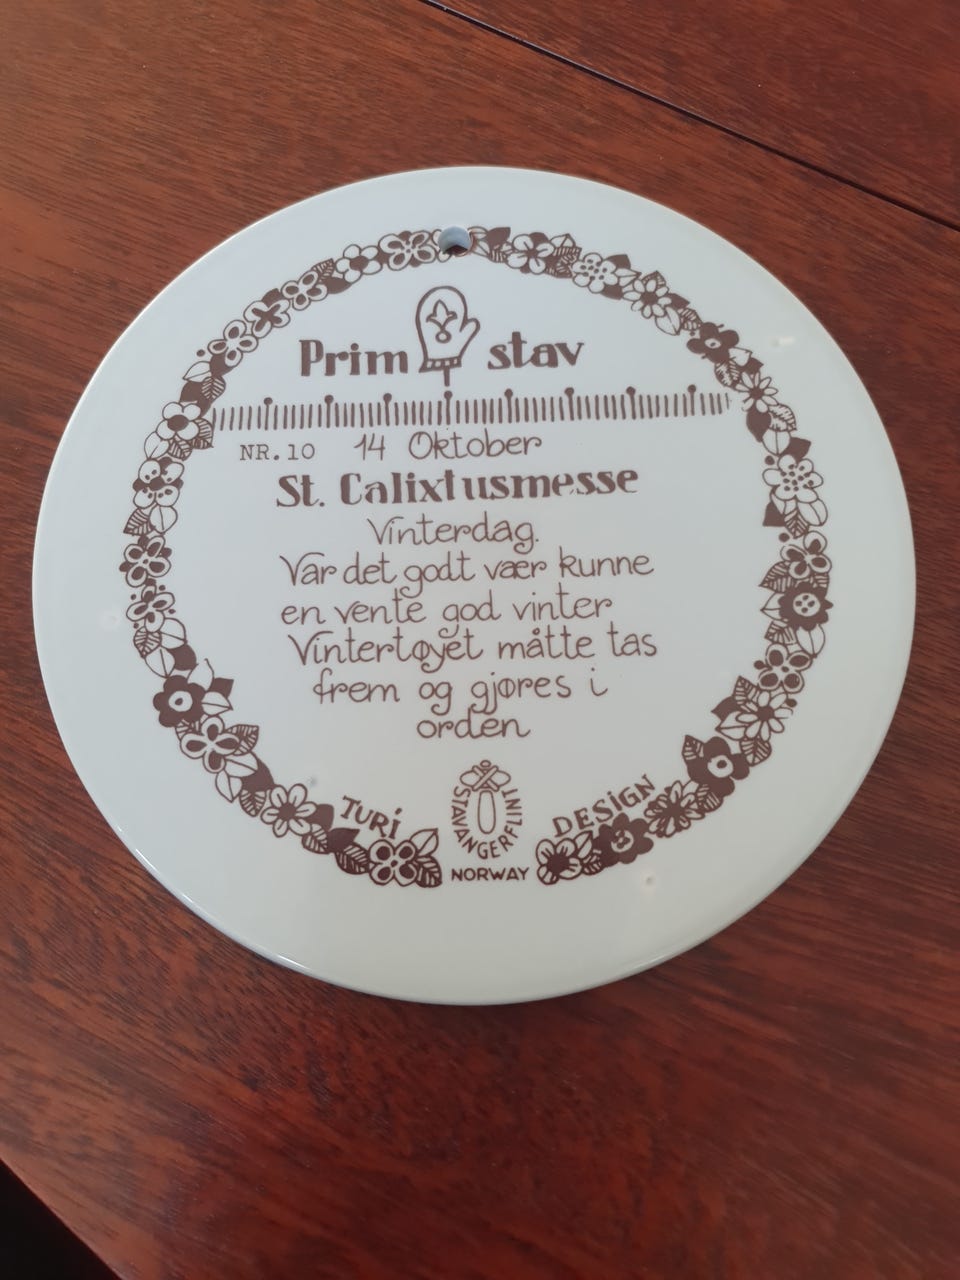 Prim stav
NR.10 14 Oktober
St. Calixtusmesse
Vinterdag.
Var det godt vær kunne
en vente god vinter
Vintertøyet måtte tas
frem og gjøres i
orden
TURI DESIGN
STAVANGERFLINT
NORWAY